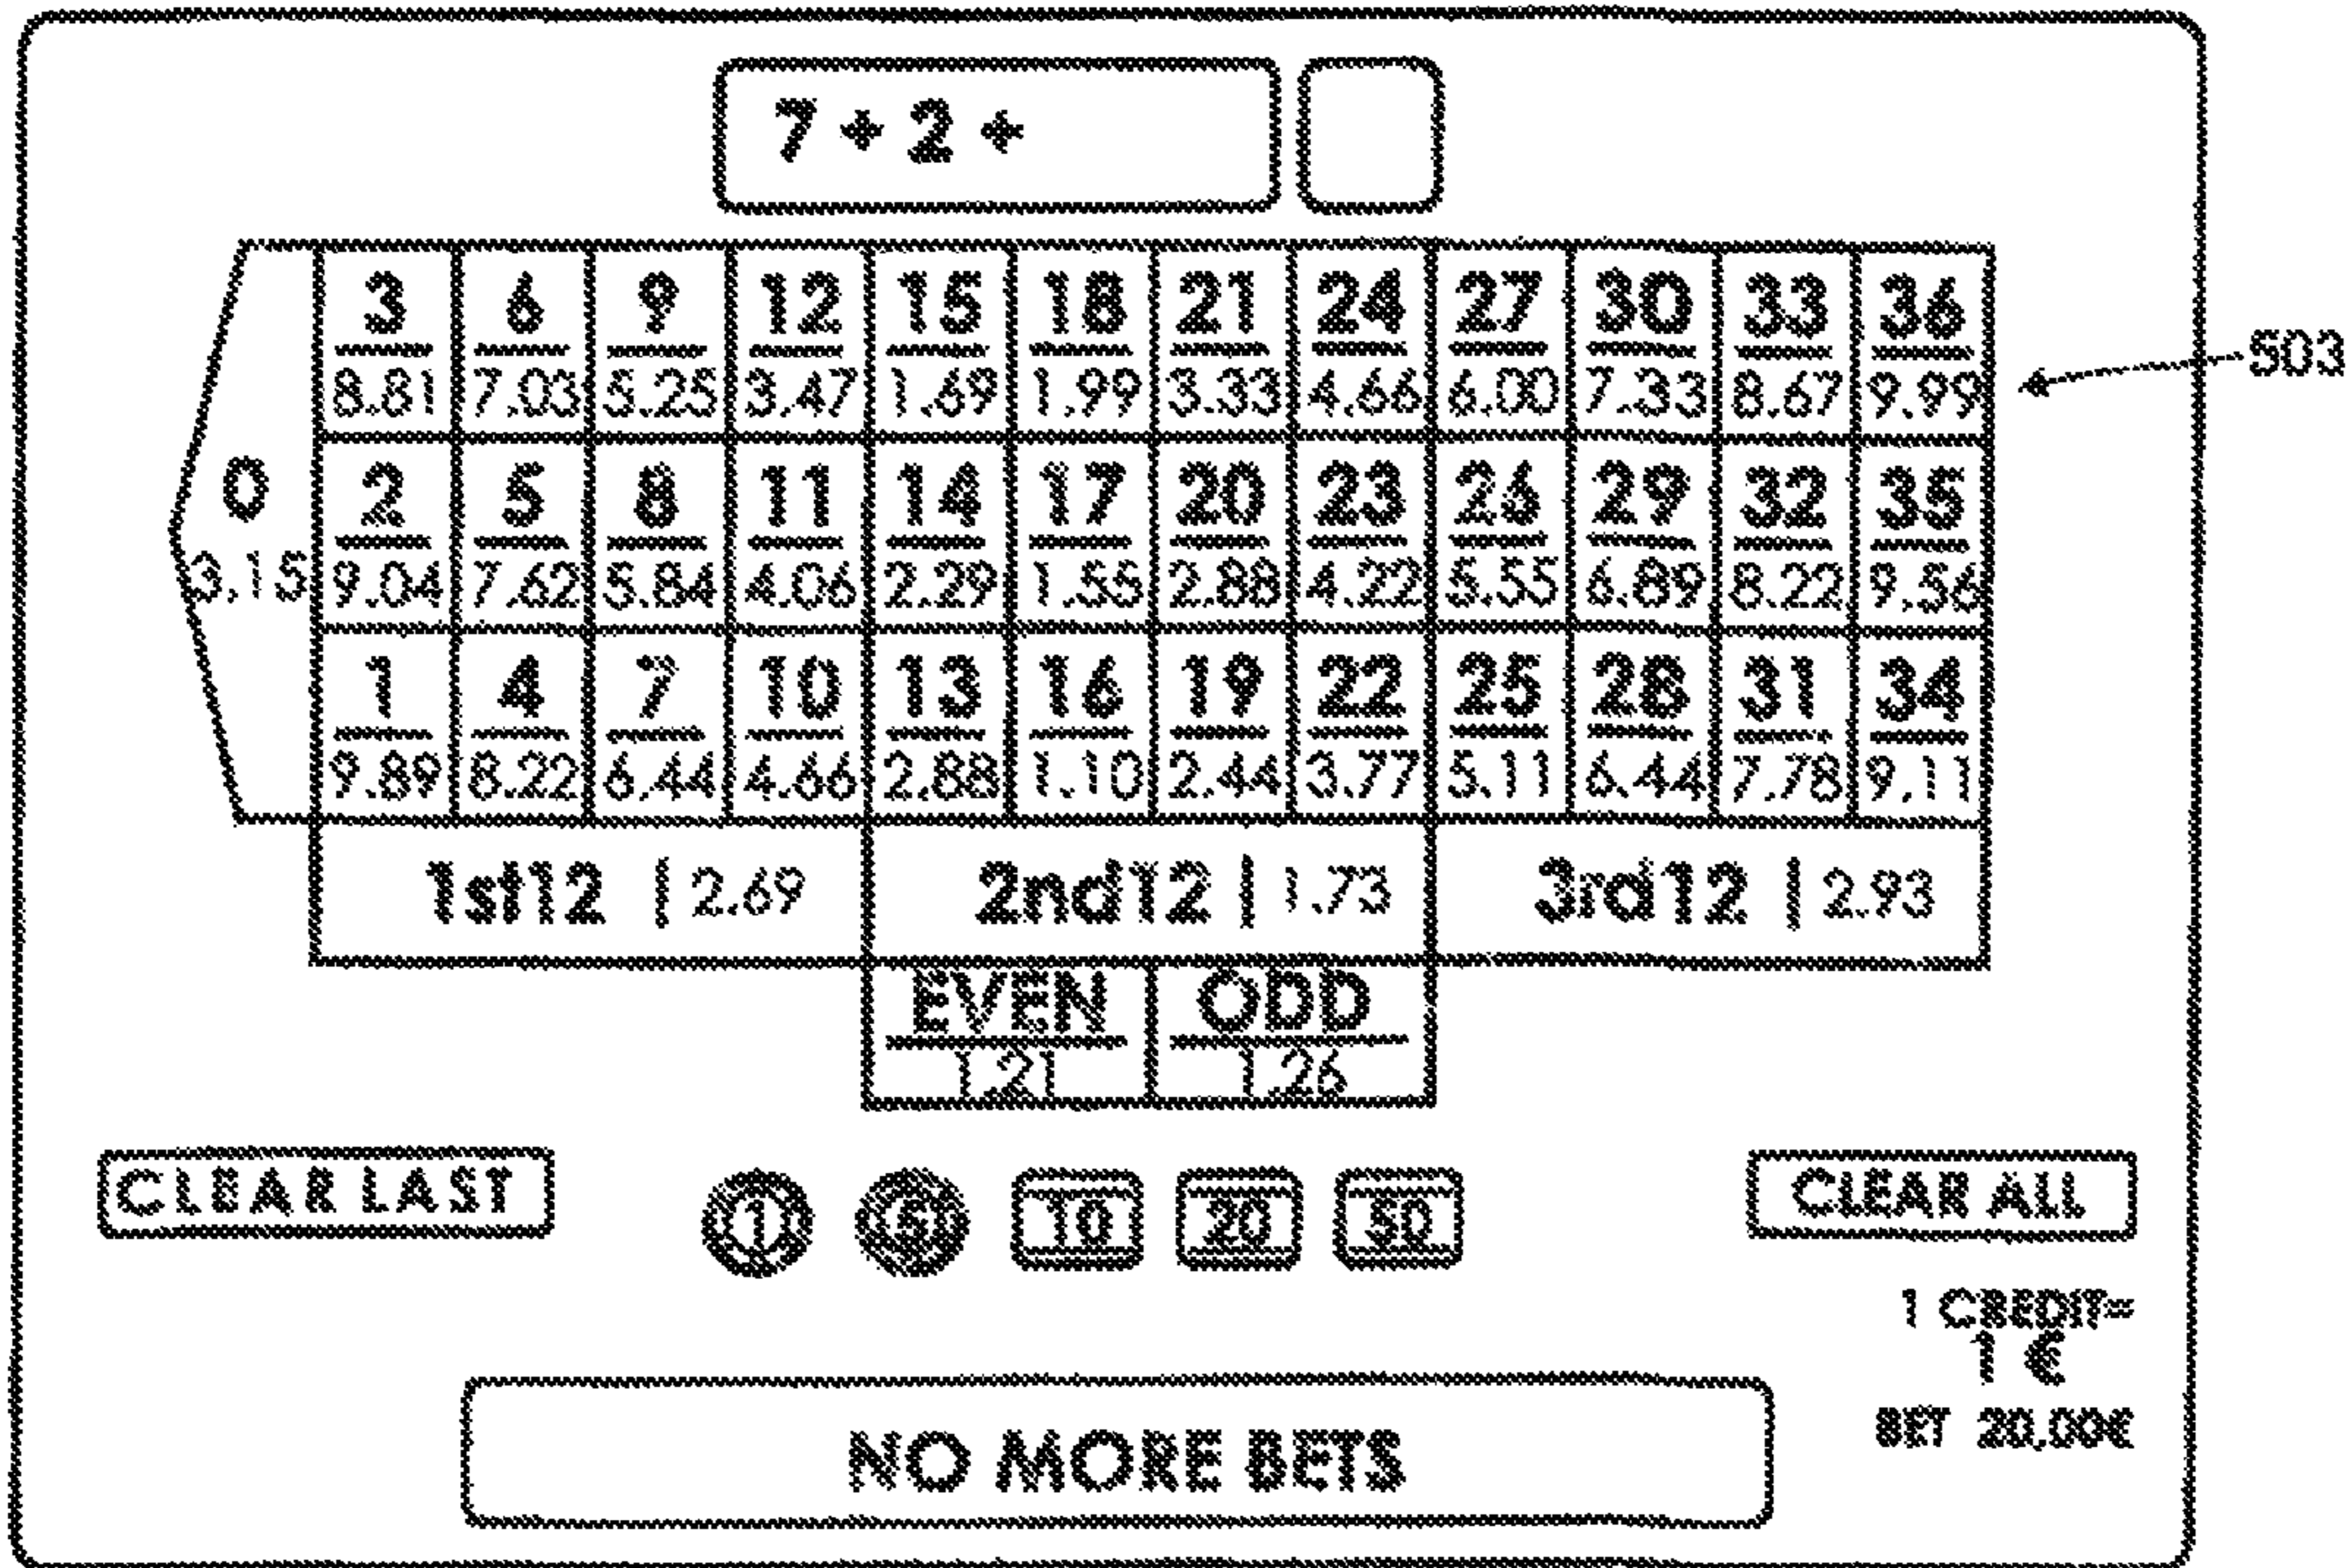 7 + 2 +
3 6 9 12 15 18 21 24 27 30 33 36
8.81 7.03 5.25 3.47 1.69 1.99 3.33 4.66 6.00 7.33 8.67 9.99
503
0
2 5 8 11 14 17 20 23 26 29 32 35
3.15 9.04 7.62 5.84 4.06 2.29 1.55 2.88 4.22 5.55 6.89 8.22 9.56
1 4 7 10 13 16 19 22 25 28 31 34
9.89 8.22 6.44 4.66 2.88 1.10 2.44 3.77 5.11 6.44 7.78 9.11
1st12 | 2.69 2nd12 | 1.73 3rd12 | 2.93
EVEN ODD
1.21 1.26
CLEAR LAST 1 5 10 20 50 CLEAR ALL
1 CREDIT=
1 €
BET 20,00€
NO MORE BETS